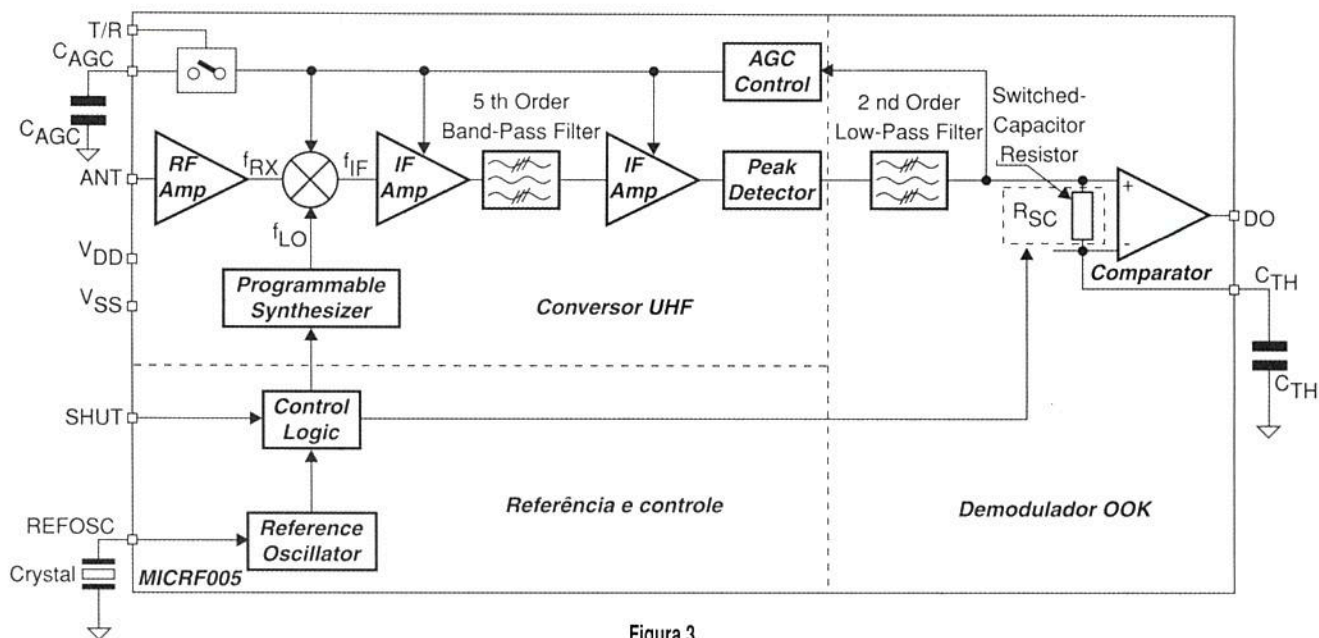 T/R
CAGC
CAGC
AGC
Control
5 th Order
Band-Pass Filter
2 nd Order
Low-Pass Filter
Switched-
Capacitor
Resistor
ANT
RF
Amp
fRX
fIF
IF
Amp
IF
Amp
Peak
Detector
RSC
+
-
DO
fLO
VDD
Comparator
CTH
Programmable
Synthesizer
Conversor UHF
VSS
CTH
SHUT
Control
Logic
Referência e controle
Demodulador OOK
REFOSC
Reference
Oscillator
Crystal
MICRF005
Figura 3